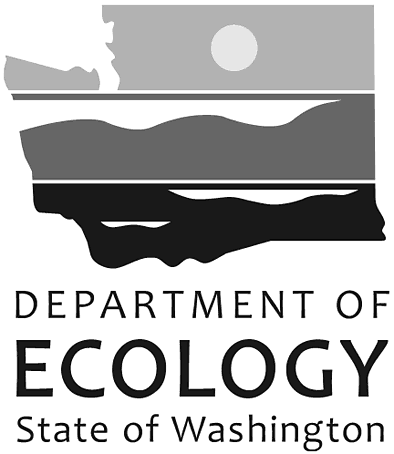 DEPARTMENT OF
ECOLOGY
State of Washington